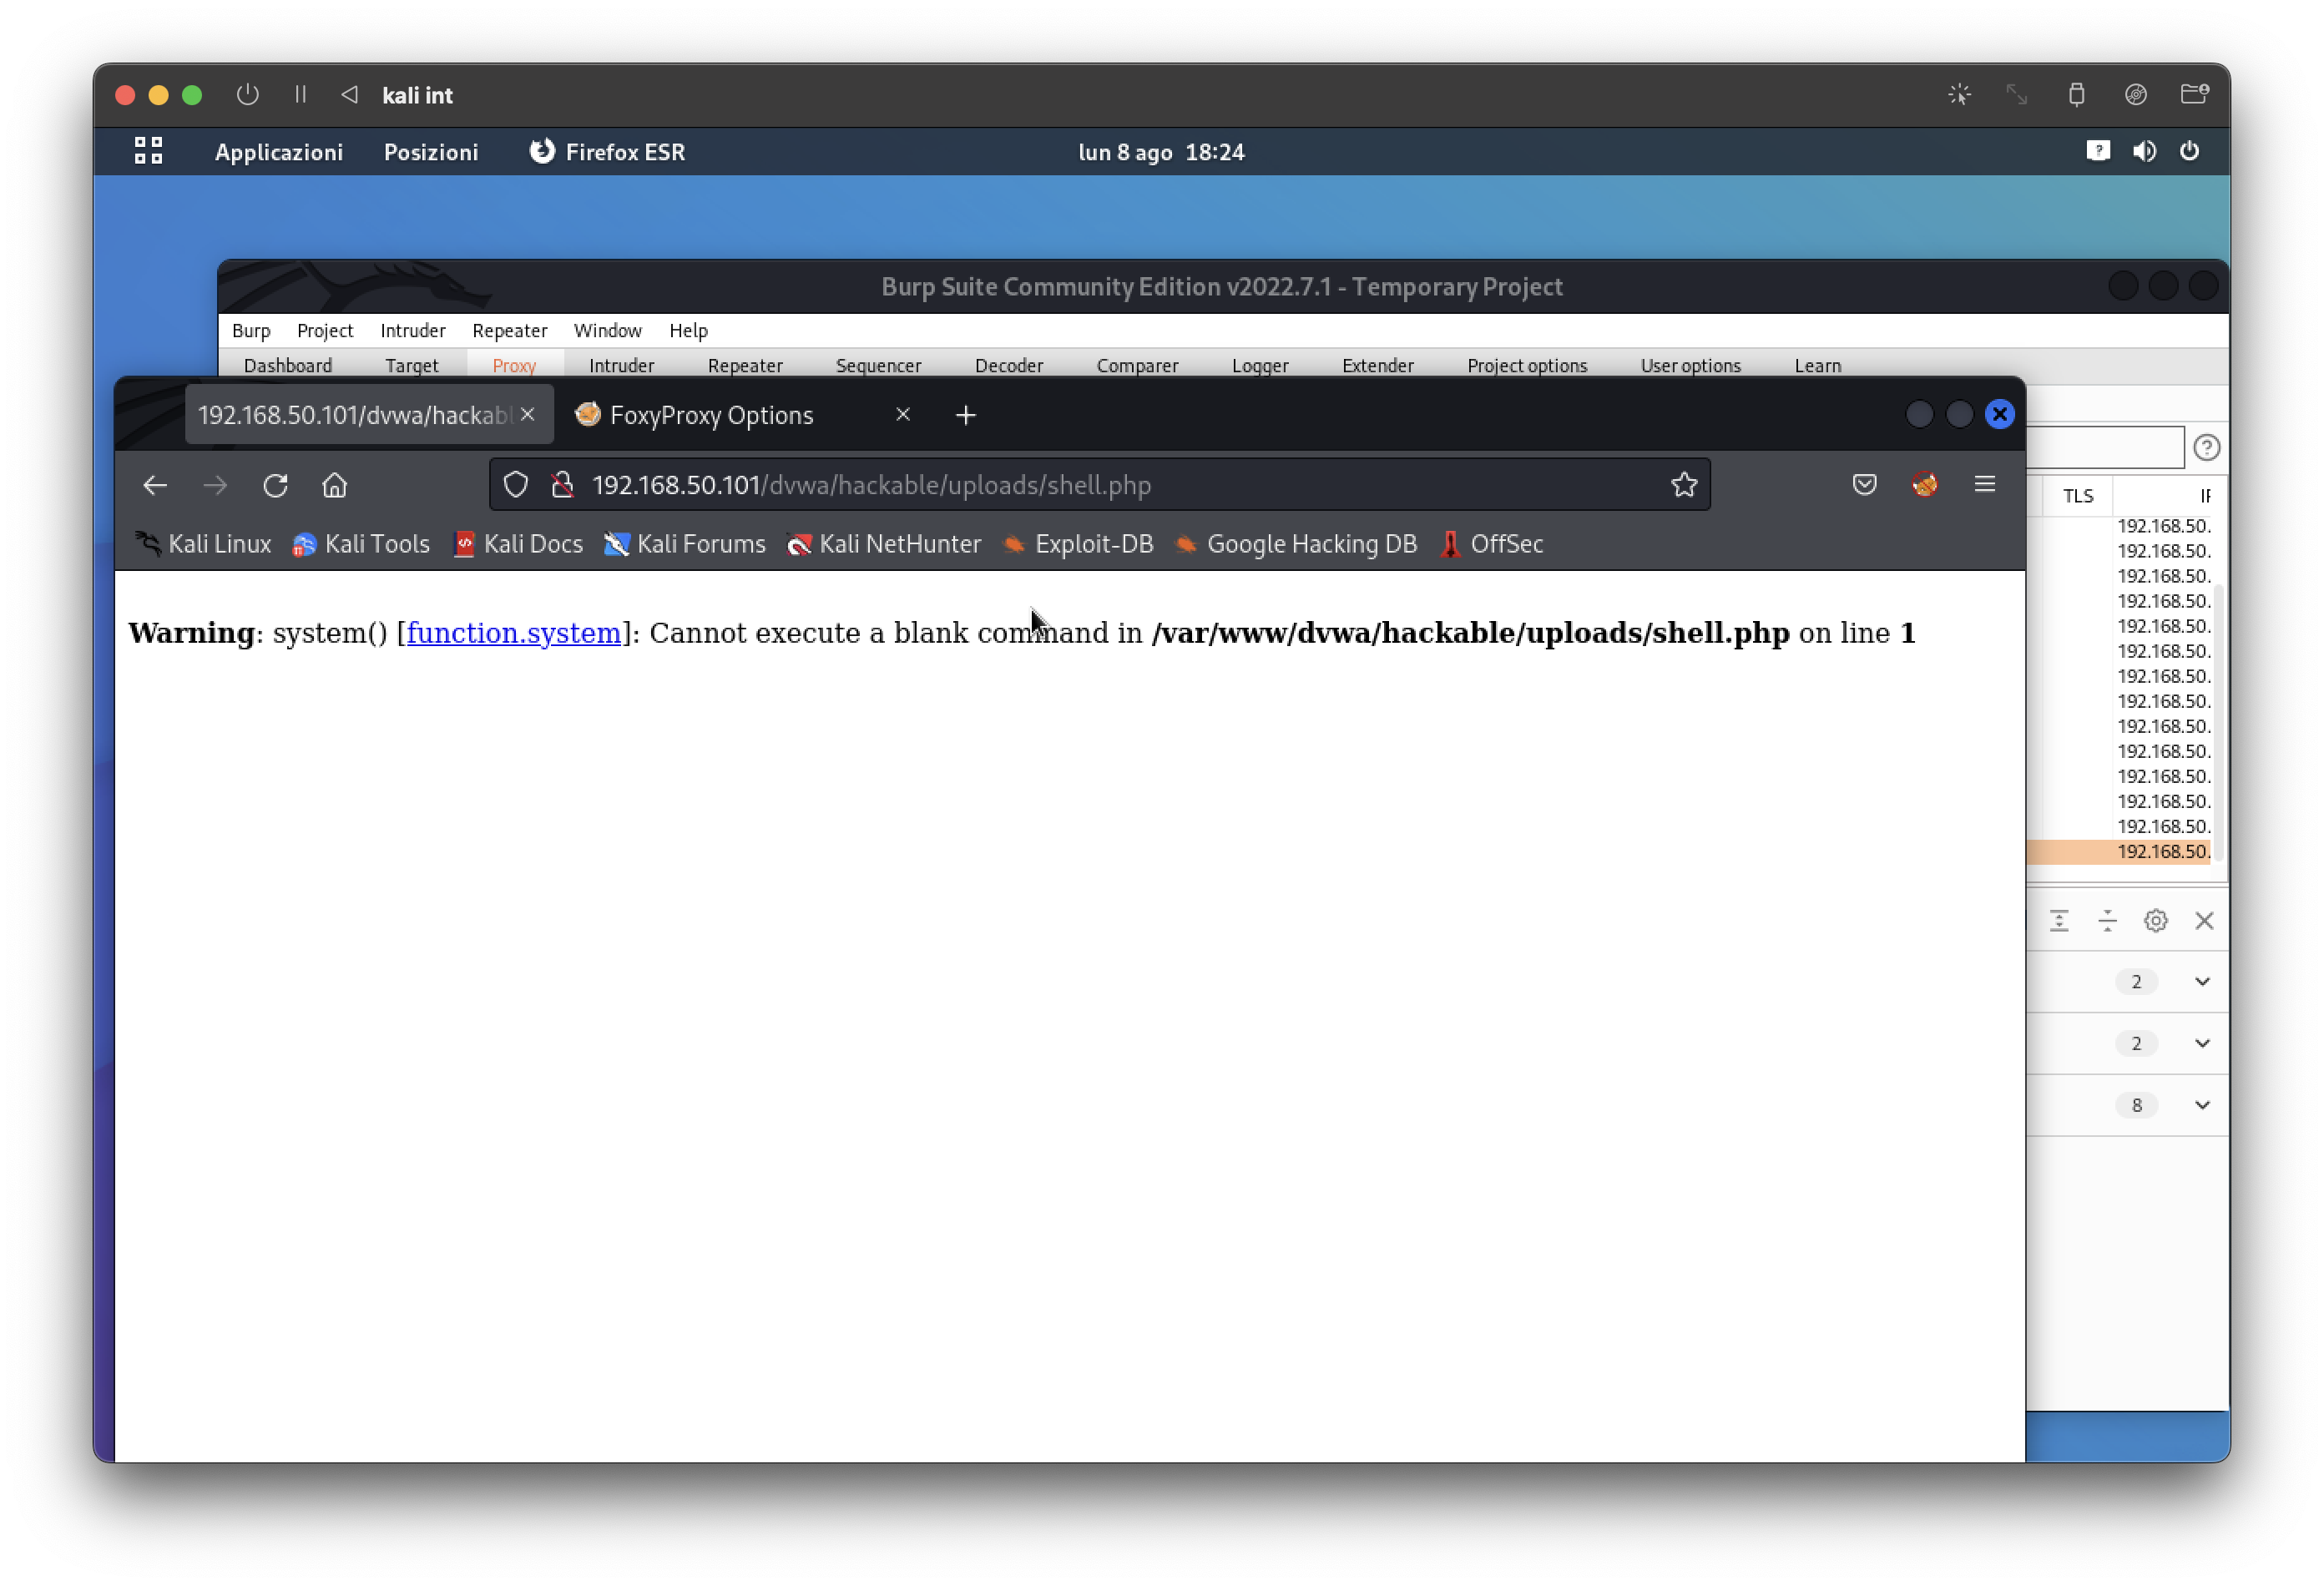 kali int
Applicazioni Posizioni Firefox ESR lun 8 ago 18:24
Burp Suite Community Edition v2022.7.1 - Temporary Project
Burp Project Intruder Repeater Window Help
Dashboard Target Proxy Intruder Repeater Sequencer Decoder Comparer Logger Extender Project options User options Learn
192.168.50.101/dvwa/hackabl FoxyProxy Options
192.168.50.101/dvwa/hackable/uploads/shell.php
Kali Linux Kali Tools Kali Docs Kali Forums Kali NetHunter Exploit-DB Google Hacking DB OffSec
Warning: system() [function.system]: Cannot execute a blank command in /var/www/dvwa/hackable/uploads/shell.php on line 1
TLS
192.168.50.
192.168.50.
192.168.50.
192.168.50.
192.168.50.
192.168.50.
192.168.50.
192.168.50.
192.168.50.
192.168.50.
192.168.50.
192.168.50.
192.168.50.
192.168.50.
2
2
8